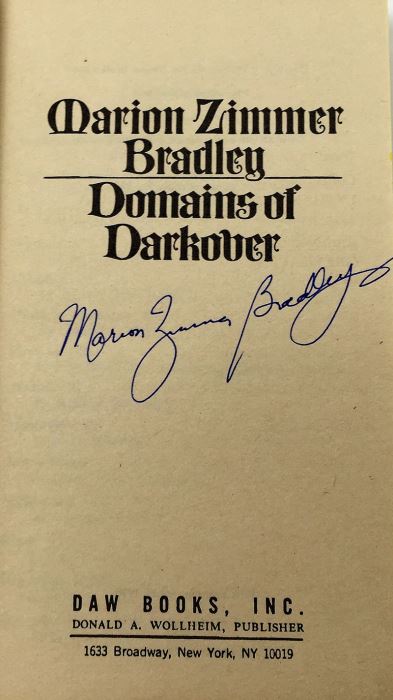 Marion Zimmer
Bradley
Domains of
Darkover
Marion Zimmer Bradley
DAW BOOKS, INC.
DONALD A. WOLLHEIM, PUBLISHER
1633 Broadway, New York, NY 10019